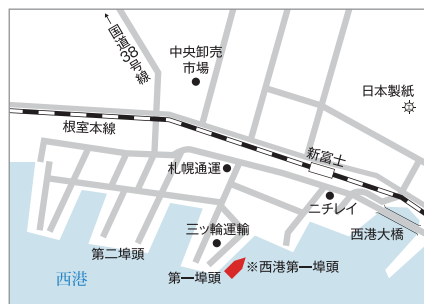 ←国道38号線
中央卸売
市場
日本製紙
根室本線
新富士
札幌通運
ニチレイ
三ッ輪運輸
西港大橋
第二埠頭
※西港第一埠頭
第一埠頭
西港